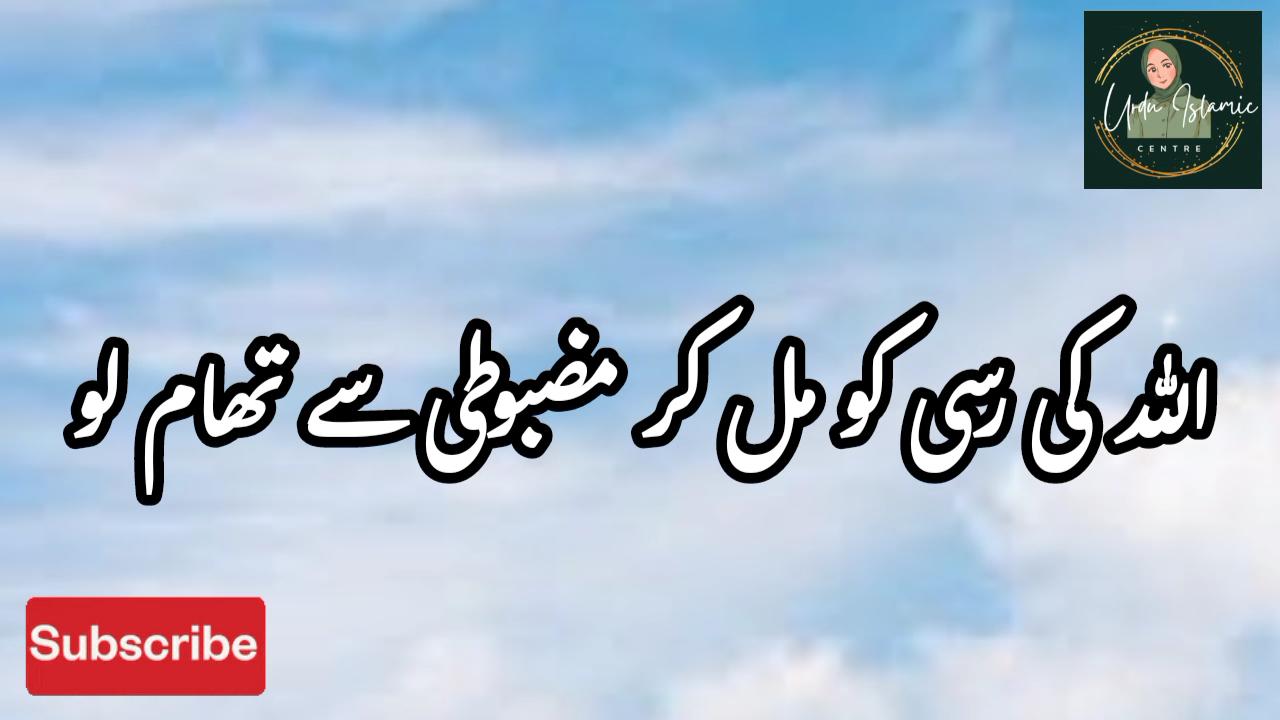 Urdu Islamic
CENTRE
اللہ کی رسی کو مل کر مضبوطی سے تھام لو
Subscribe